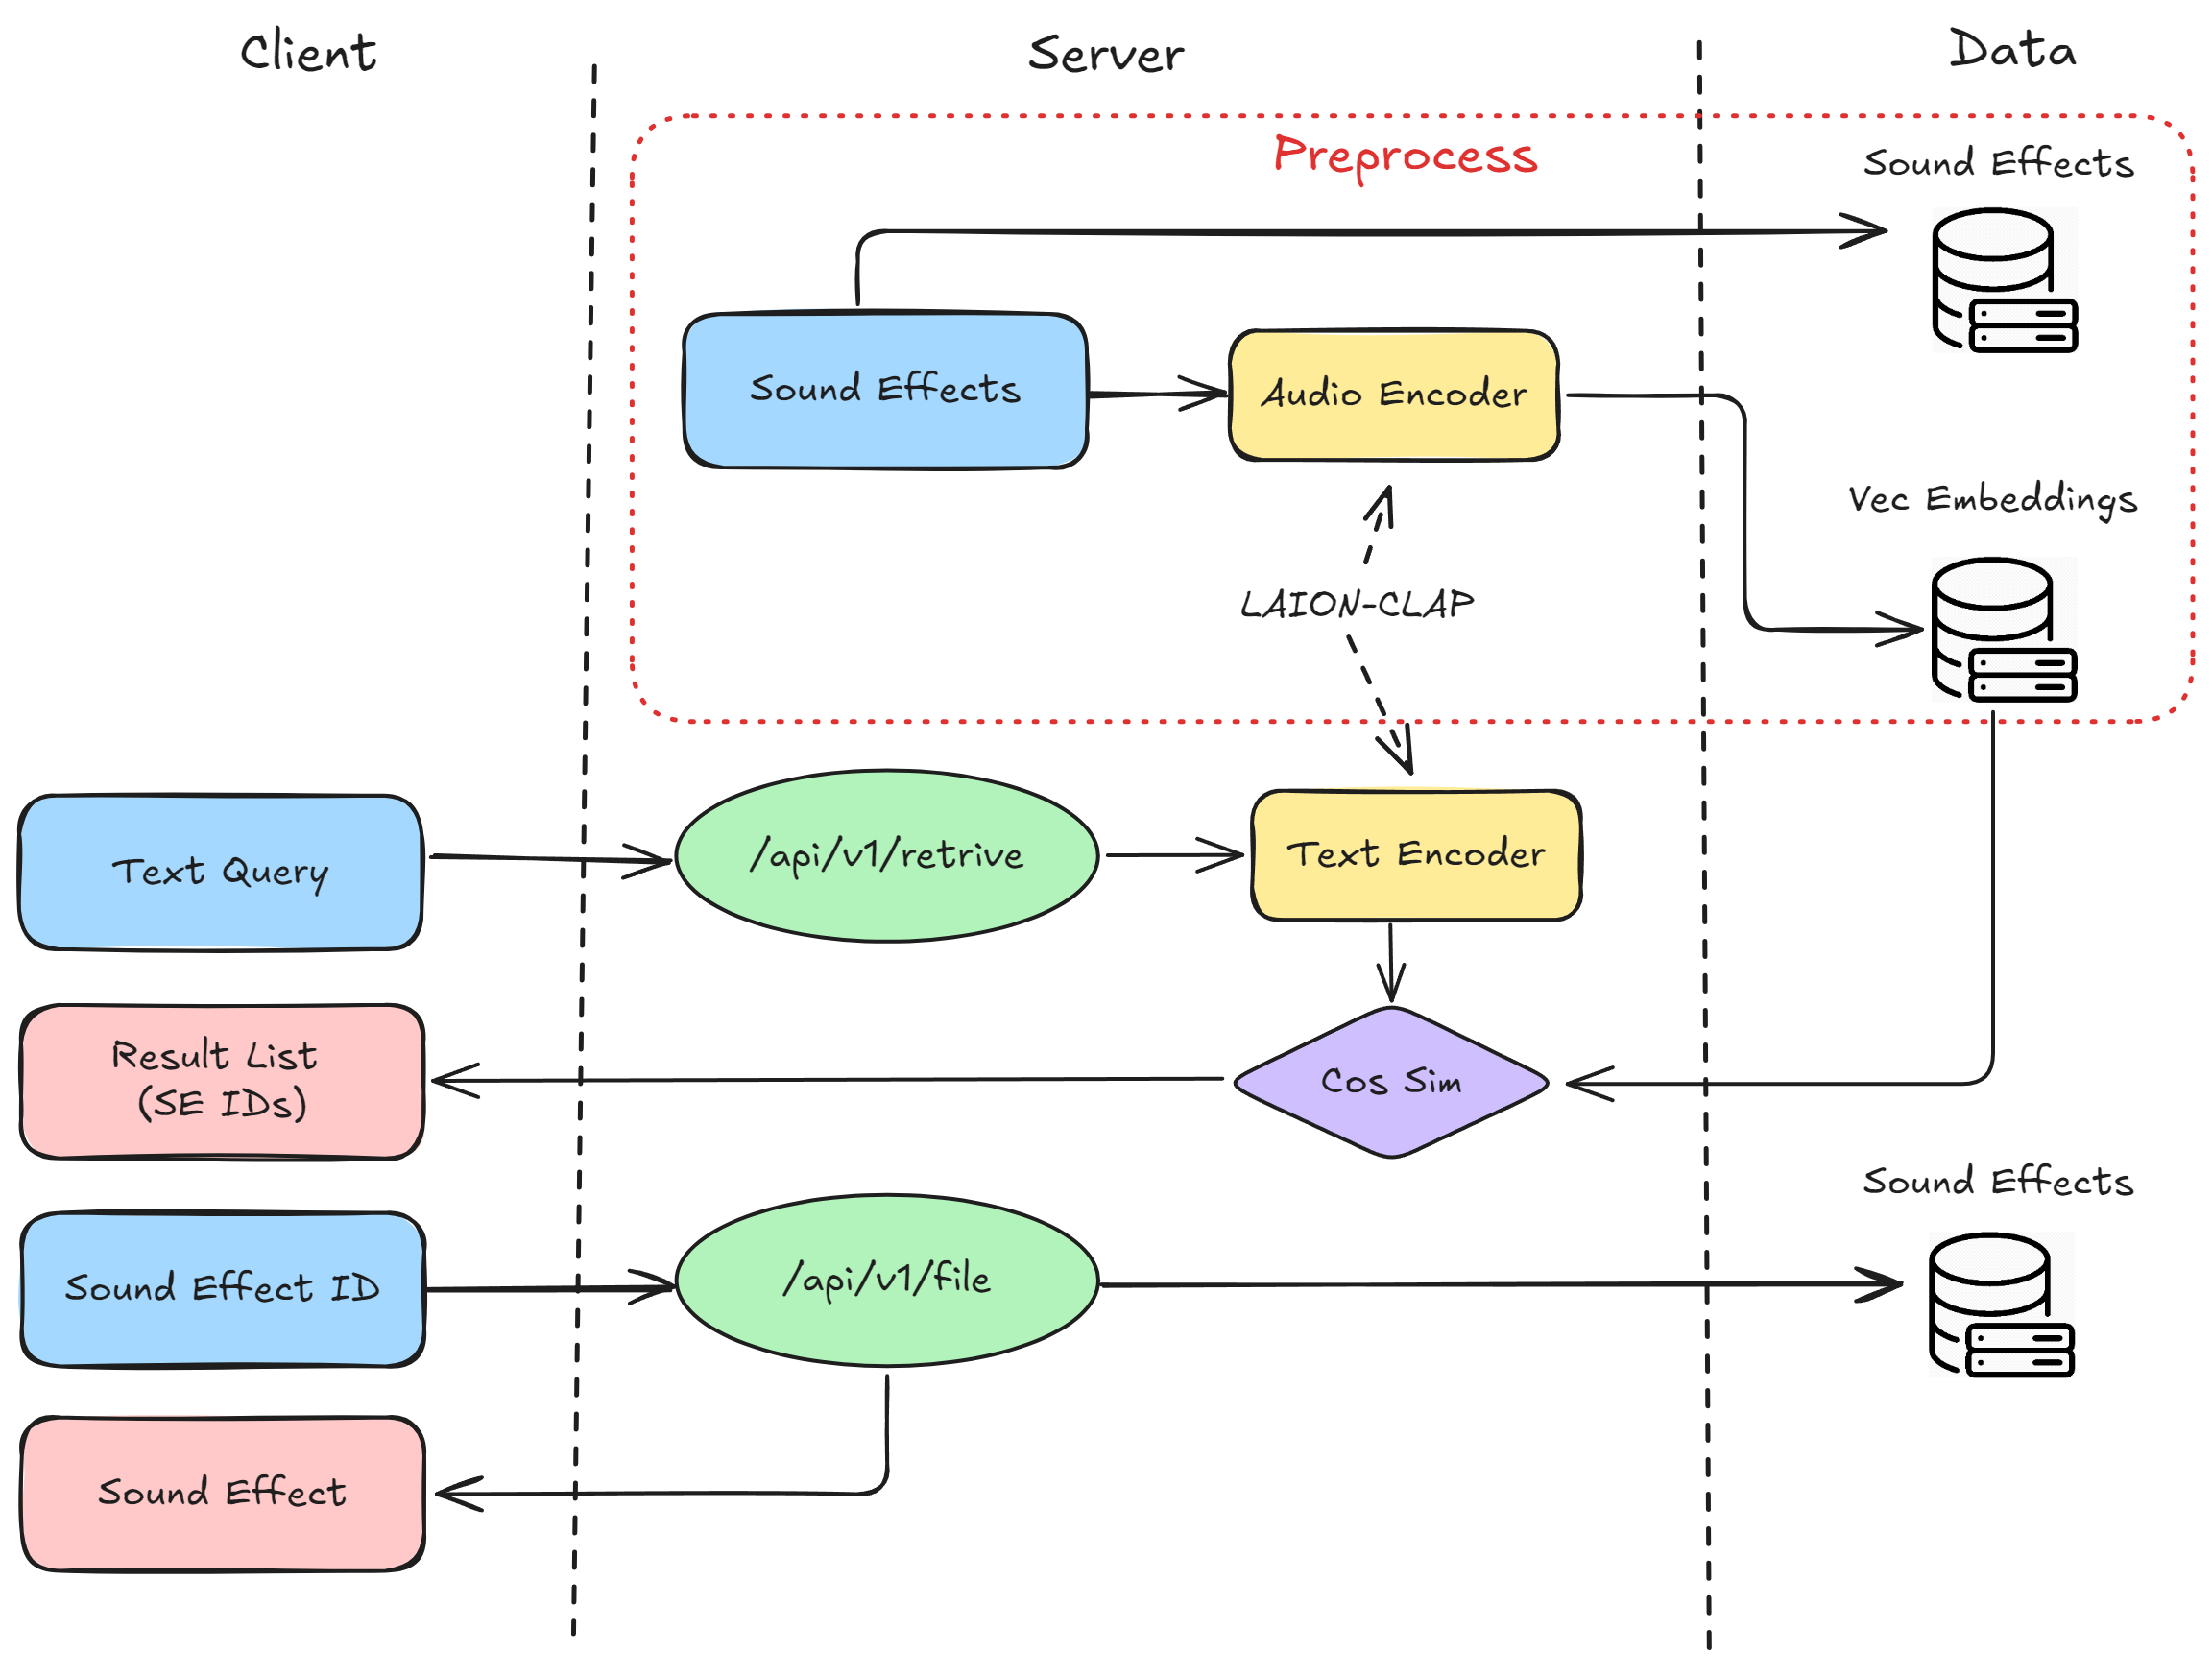 Client
Server
Data
Preprocess
Sound Effects
Sound Effects
Audio Encoder
Vec Embeddings
LAION-CLAP
Text Query
/api/v1/retrive
Text Encoder
Result List
(SE IDs)
Cos Sim
Sound Effects
Sound Effect ID
/api/v1/file
Sound Effect